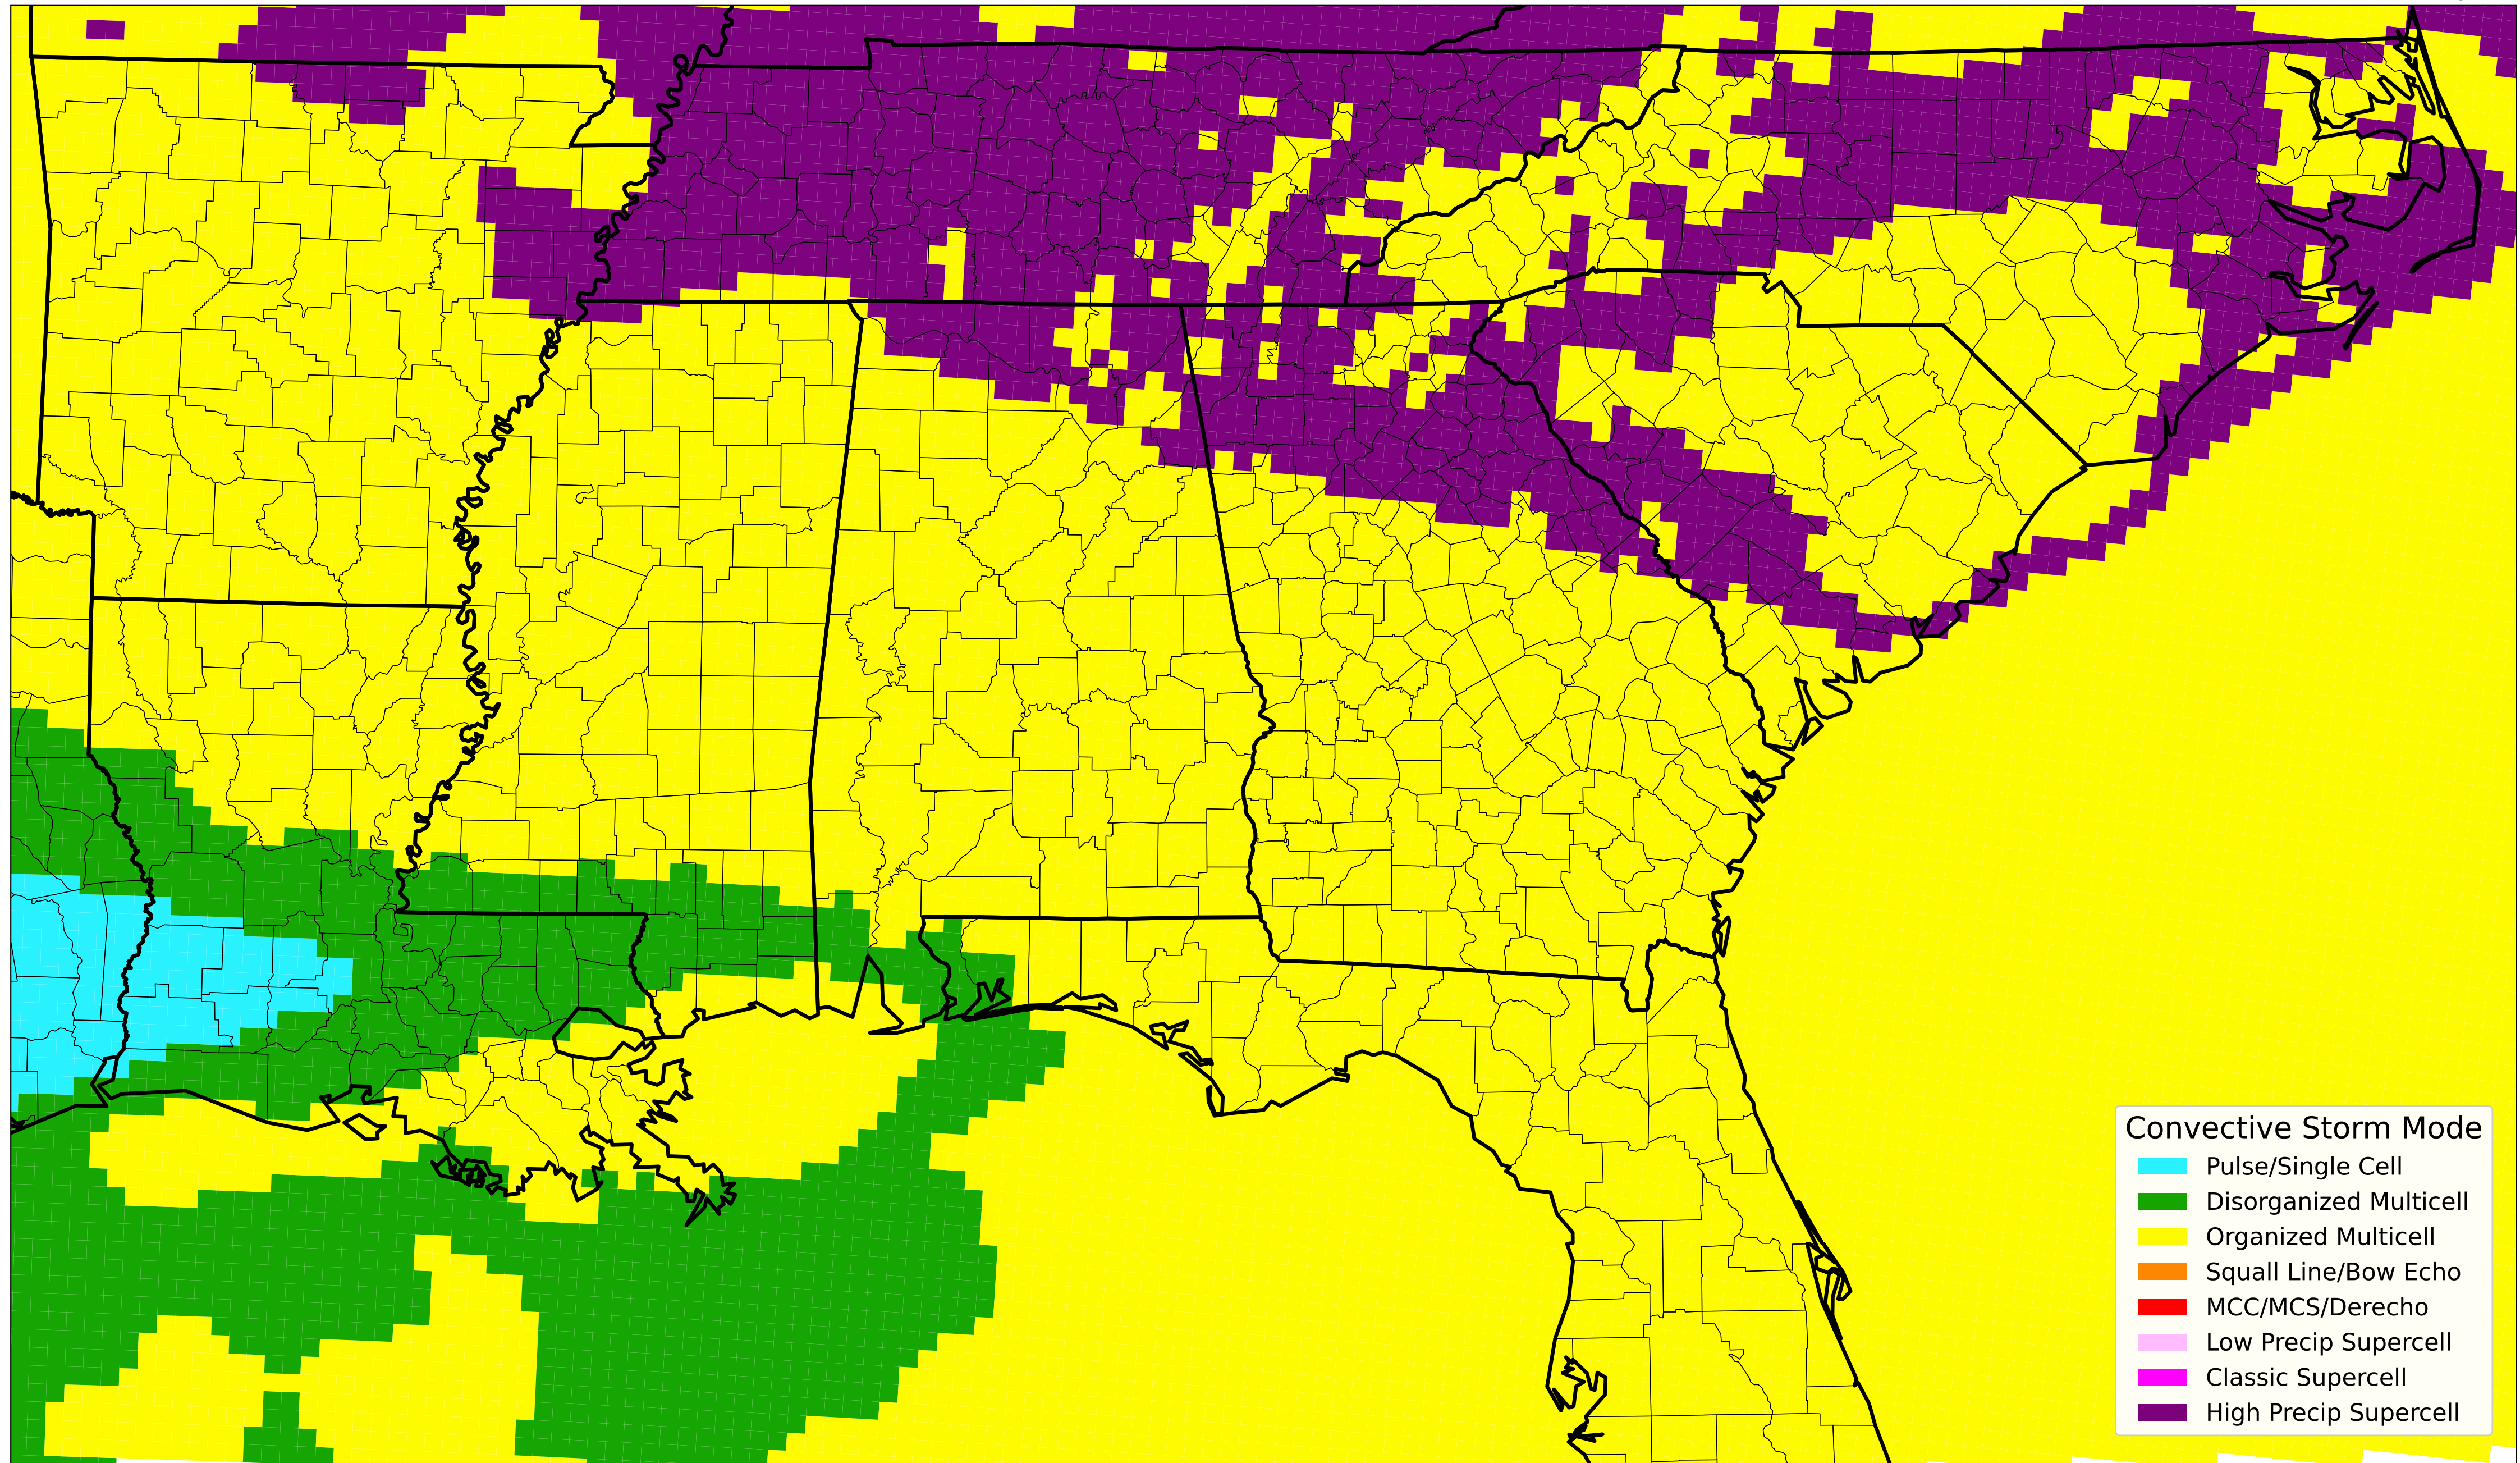 Convective Storm Mode
Pulse/Single Cell
Disorganized Multicell
Organized Multicell
Squall Line/Bow Echo
MCC/MCS/Derecho
Low Precip Supercell
Classic Supercell
High Precip Supercell